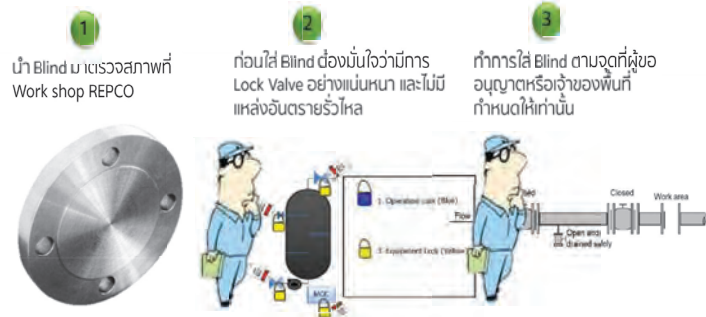 1
นำ Blind มาตรวจสภาพที่
Work shop REPCO
2
ก่อนใส่ Blind ต้องมั่นใจว่ามีการ
Lock Valve อย่างแน่นหนา และไม่มี
แหล่งอันตรายรั่วไหล
3
ทำการใส่ Blind ตามจุดที่ผู้ขอ
อนุญาตหรือเจ้าของพื้นที่
กำหนดให้เท่านั้น
1. Operation Lock (Blue)
2. Equipment Lock (Yellow
MCC
Flow
Closed
Work area
Open and
drained safely